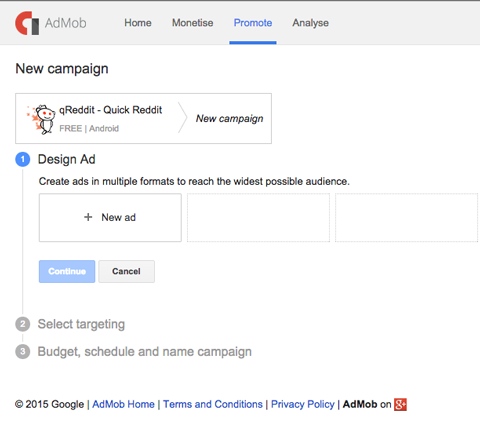 AdMob Home Monetise Promote Analyse
New campaign
qReddit - Quick Reddit
FREE | Android
New campaign
1 Design Ad
Create ads in multiple formats to reach the widest possible audience.
+ New ad
Continue Cancel
2 Select targeting
3 Budget, schedule and name campaign
© 2015 Google | AdMob Home | Terms and Conditions | Privacy Policy | AdMob on g+